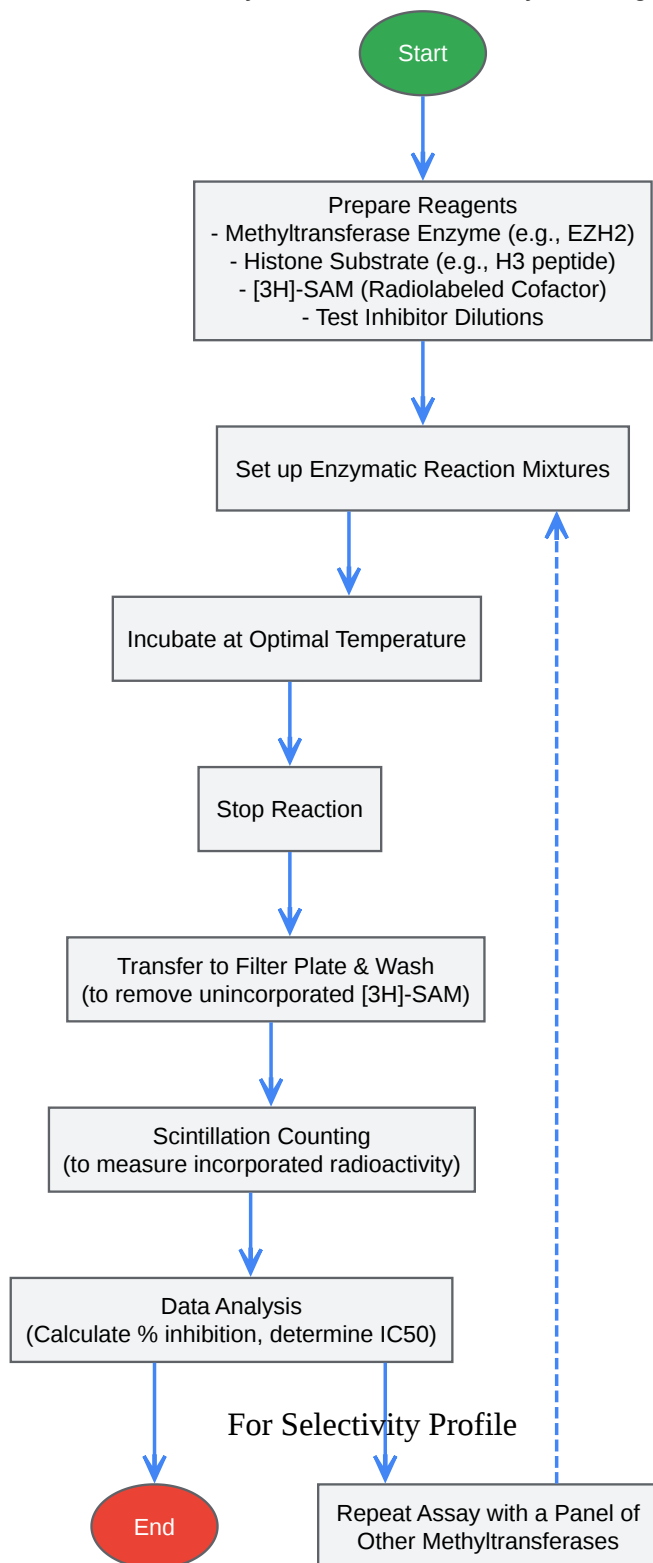 Start
Prepare Reagents
- Methyltransferase Enzyme (e.g., EZH2)
- Histone Substrate (e.g., H3 peptide)
- [3H]-SAM (Radiolabeled Cofactor)
- Test Inhibitor Dilutions
Set up Enzymatic Reaction Mixtures
Incubate at Optimal Temperature
Stop Reaction
Transfer to Filter Plate & Wash
(to remove unincorporated [3H]-SAM)
Scintillation Counting
(to measure incorporated radioactivity)
Data Analysis
(Calculate % inhibition, determine IC50)
For Selectivity Profile
End
Repeat Assay with a Panel of
Other Methyltransferases